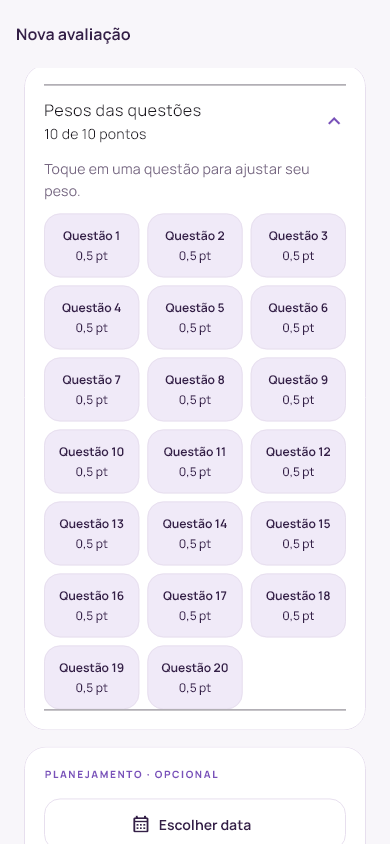 Nova avaliação
Pesos das questões
10 de 10 pontos
Toque em uma questão para ajustar seu
peso.
Questão 1
0,5 pt
Questão 2
0,5 pt
Questão 3
0,5 pt
Questão 4
0,5 pt
Questão 5
0,5 pt
Questão 6
0,5 pt
Questão 7
0,5 pt
Questão 8
0,5 pt
Questão 9
0,5 pt
Questão 10
0,5 pt
Questão 11
0,5 pt
Questão 12
0,5 pt
Questão 13
0,5 pt
Questão 14
0,5 pt
Questão 15
0,5 pt
Questão 16
0,5 pt
Questão 17
0,5 pt
Questão 18
0,5 pt
Questão 19
0,5 pt
Questão 20
0,5 pt
PLANEJAMENTO · OPCIONAL
Escolher data